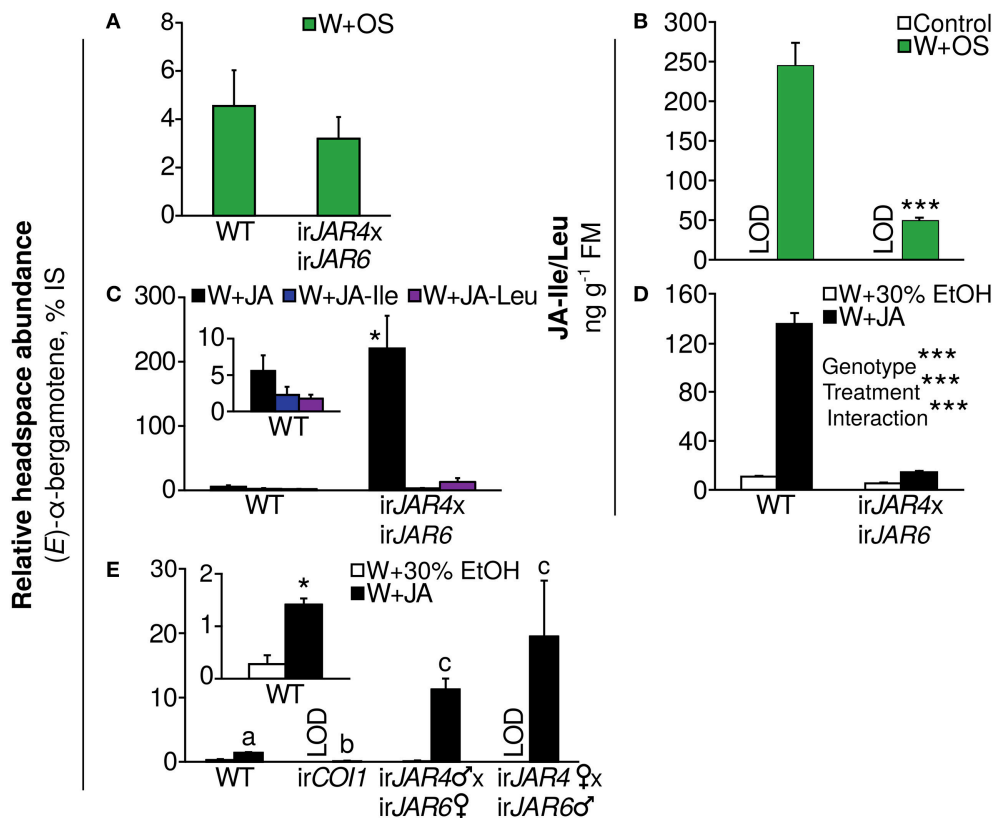 Relative headspace abundance
(E)-α-bergamotene, % IS
A
W+OS
8
6
4
2
0
WT
irJAR4x
irJAR6
JA-Ile/Leu
ng g-1 FM
B
Control
W+OS
300
250
200
150
100
50
0
LOD
LOD
***
C
W+JA W+JA-Ile W+JA-Leu
300
200
100
0
10
5
0
WT
*
WT
irJAR4x
irJAR6
D
W+30% EtOH
W+JA
160
120
80
40
0
Genotype***
Treatment***
Interaction***
WT
irJAR4x
irJAR6
E
W+30% EtOH
W+JA
30
20
10
0
2
1
0
*
WT
a
LOD
b
c
LOD
c
WT
irCOI1
irJAR4♂x
irJAR6♀
irJAR4 ♀x
irJAR6♂